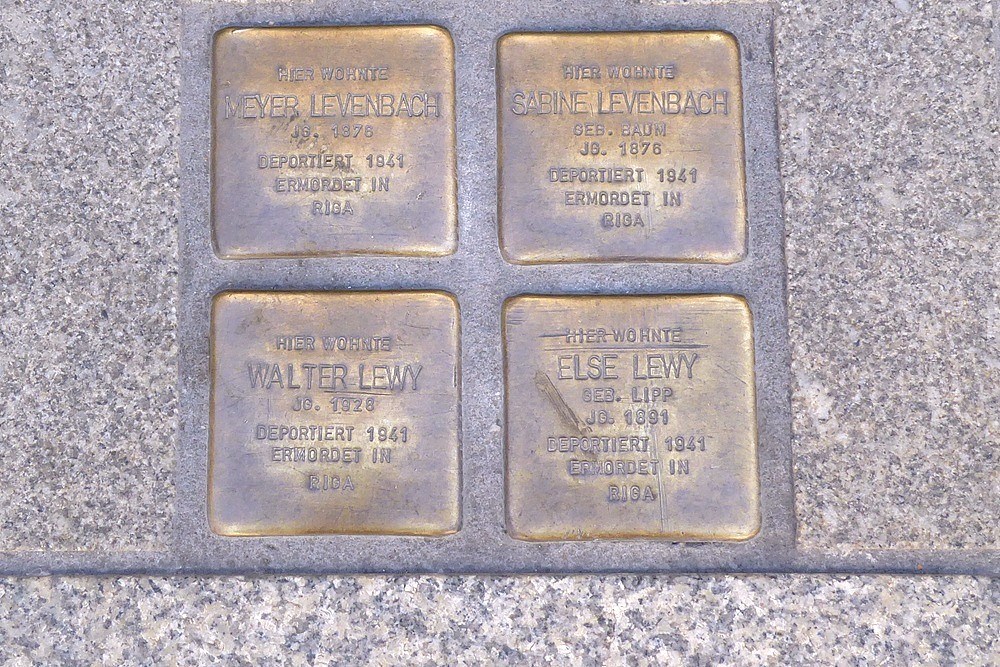 HIER WOHNTE
MEYER LEVENBACH
JG. 1876
DEPORTIERT 1941
ERMORDET IN
RIGA
HIER WOHNTE
SABINE LEVENBACH
GEB. BAUM
JG. 1876
DEPORTIERT 1941
ERMORDET IN
RIGA
HIER WOHNTE
WALTER LEWY
JG. 1928
DEPORTIERT 1941
ERMORDET IN
RIGA
HIER WOHNTE
ELSE LEWY
GEB. LIPP
JG. 1891
DEPORTIERT 1941
ERMORDET IN
RIGA